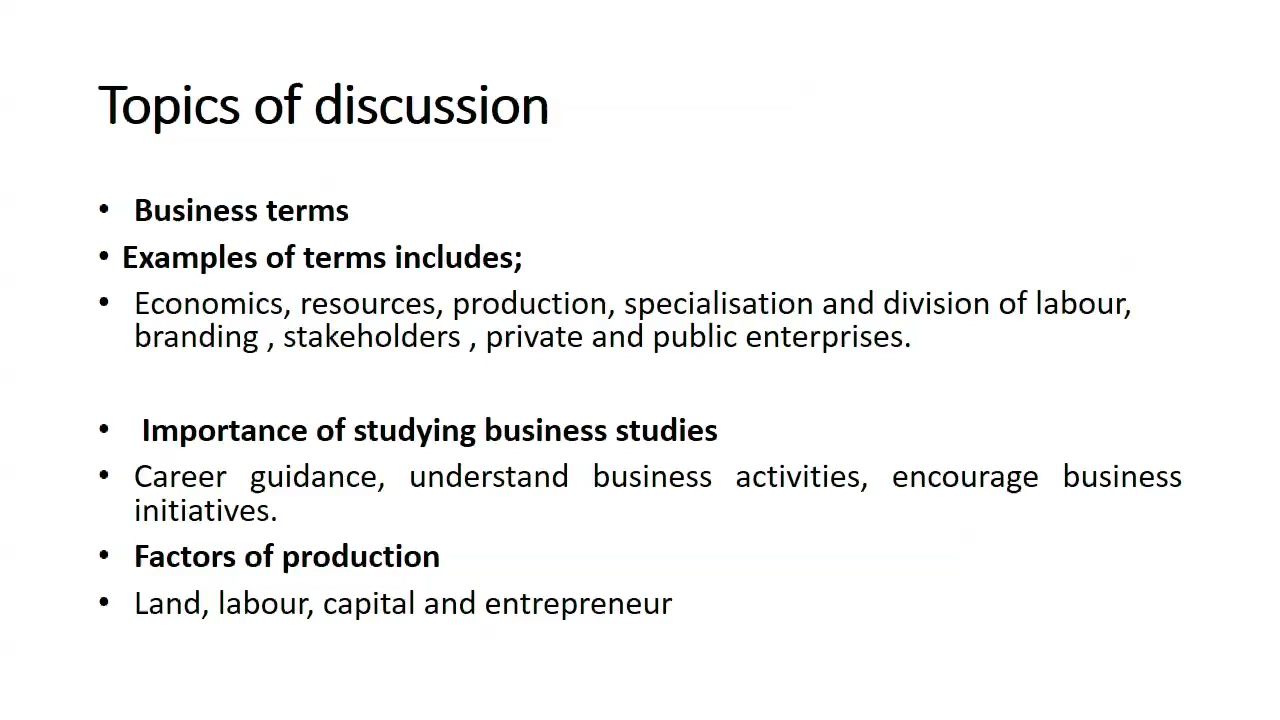 Topics of discussion
• Business terms
• Examples of terms includes;
• Economics, resources, production, specialisation and division of labour,
branding , stakeholders , private and public enterprises.
• Importance of studying business studies
• Career guidance, understand business activities, encourage business
initiatives.
• Factors of production
• Land, labour, capital and entrepreneur